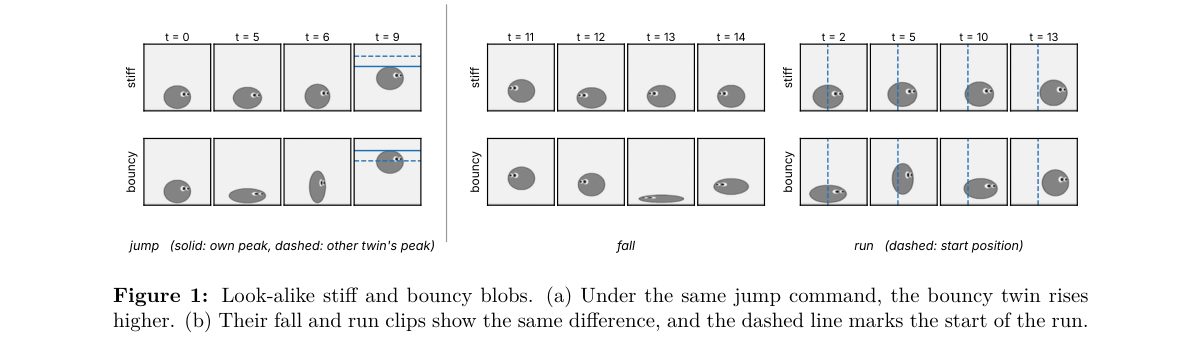 t = 0 t = 5 t = 6 t = 9 t = 11 t = 12 t = 13 t = 14 t = 2 t = 5 t = 10 t = 13
stiff stiff stiff
bouncy bouncy bouncy
jump (solid: own peak, dashed: other twin's peak) fall run (dashed: start position)
Figure 1: Look-alike stiff and bouncy blobs. (a) Under the same jump command, the bouncy twin rises
higher. (b) Their fall and run clips show the same difference, and the dashed line marks the start of the run.